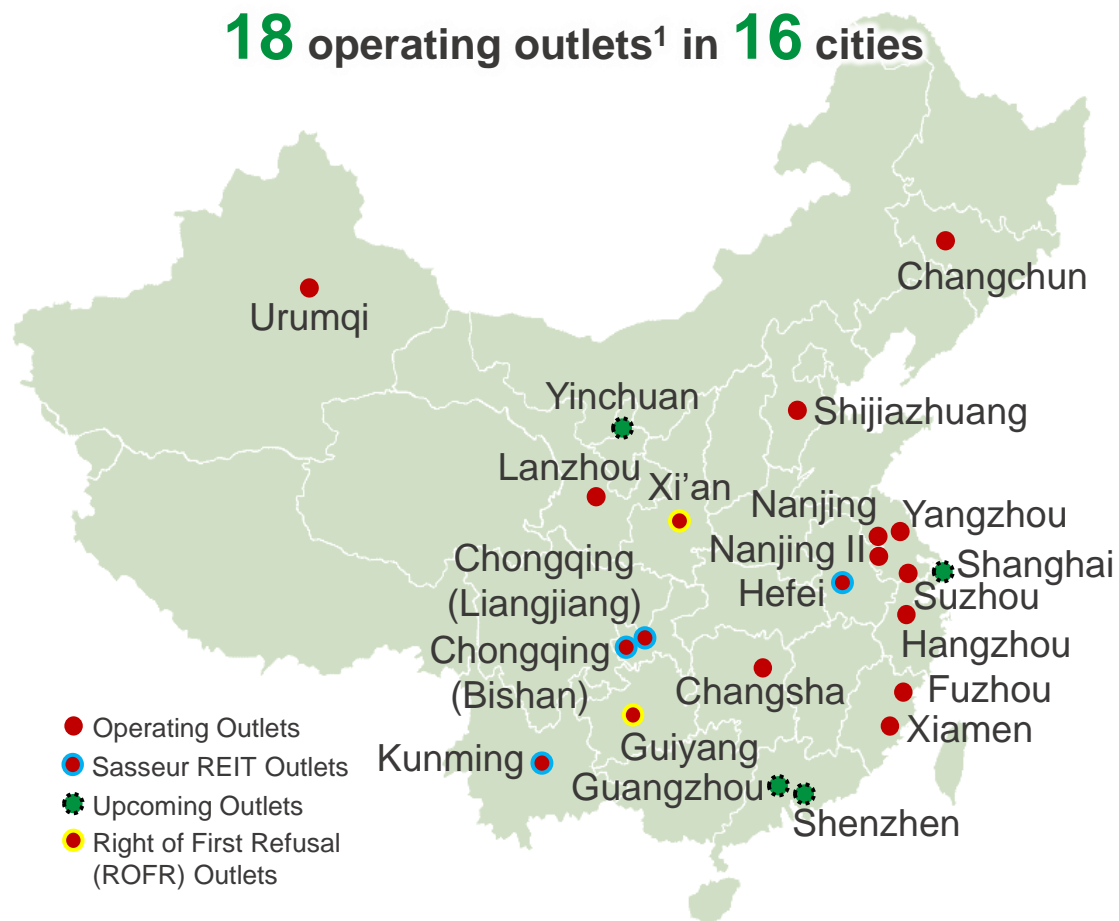 18 operating outlets¹ in 16 cities
Changchun
Urumqi
Yinchuan
Shijiazhuang
Lanzhou
Xi’an
Nanjing
Yangzhou
Nanjing II
Shanghai
Hefei
Suzhou
Chongqing
(Liangjiang)
Hangzhou
Chongqing
(Bishan)
Changsha
Fuzhou
Xiamen
Guiyang
Kunming
Guangzhou
Shenzhen
Operating Outlets
Sasseur REIT Outlets
Upcoming Outlets
Right of First Refusal
(ROFR) Outlets